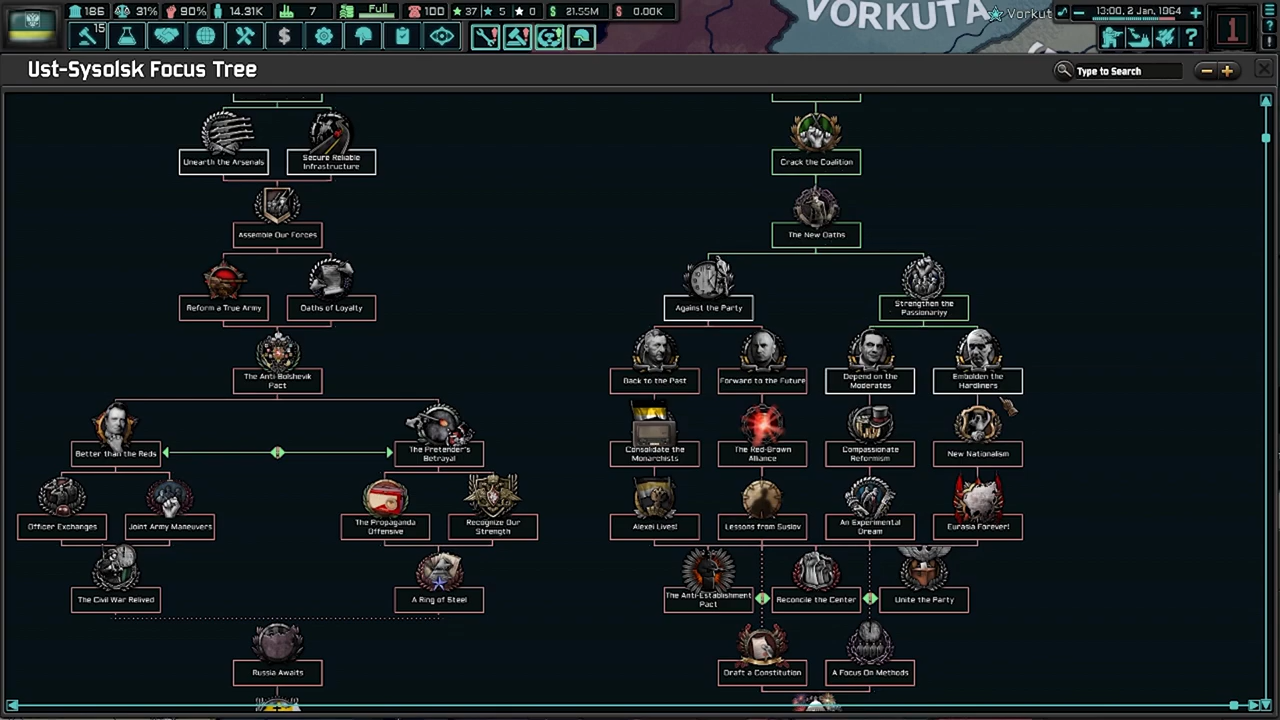 186 31% 90% 14.31K 7 Full 100 37 5 0 $ 21.55M $ 0.00K
VORKUTA
Vorkut
13:00, 2 Jan, 1964
15
1
Ust-Sysolsk Focus Tree
Type to Search
Unearth the Arsenals
Secure Reliable
Infrastructure
Crack the Coalition
Assemble Our Forces
The New Oaths
Reform a True Army
Oaths of Loyalty
Against the Party
Strengthen the
Passionariyy
The Anti-Bolshevik
Pact
Back to the Past
Forward to the Future
Depend on the
Moderates
Embolden the
Hardliners
Better than the Reds
The Pretender's
Betrayal
Consolidate the
Monarchists
The Red-Brown
Alliance
Compassionate
Reformism
New Nationalism
Officer Exchanges
Joint Army Maneuvers
The Propaganda
Offensive
Recognize Our
Strength
Alexei Lives!
Lessons from Suslov
An Experimental
Dream
Eurasia Forever!
The Civil War Relived
A Ring of Steel
The Anti-Establishment
Pact
Reconcile the Center
Unite the Party
Russia Awaits
Draft a Constitution
A Focus On Methods